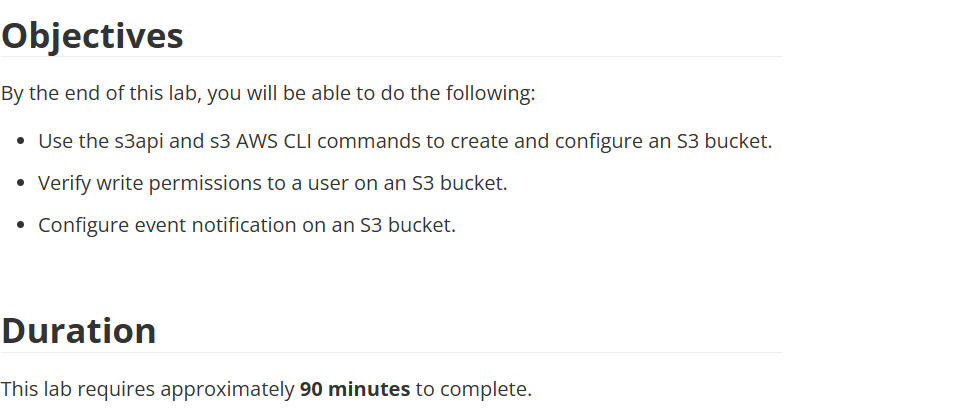 Objectives
By the end of this lab, you will be able to do the following:
• Use the s3api and s3 AWS CLI commands to create and configure an S3 bucket.
• Verify write permissions to a user on an S3 bucket.
• Configure event notification on an S3 bucket.
Duration
This lab requires approximately 90 minutes to complete.